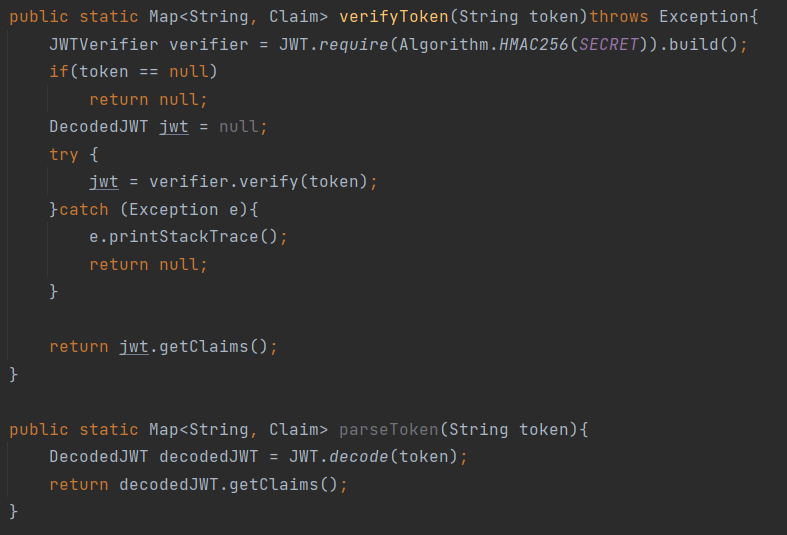 public static Map<String, Claim> verifyToken(String token)throws Exception{
    JWTVerifier verifier = JWT.require(Algorithm.HMAC256(SECRET)).build();
    if(token == null)
        return null;
    DecodedJWT jwt = null;
    try {
        jwt = verifier.verify(token);
    }catch (Exception e){
        e.printStackTrace();
        return null;
    }

    return jwt.getClaims();
}

public static Map<String, Claim> parseToken(String token){
    DecodedJWT decodedJWT = JWT.decode(token);
    return decodedJWT.getClaims();
}